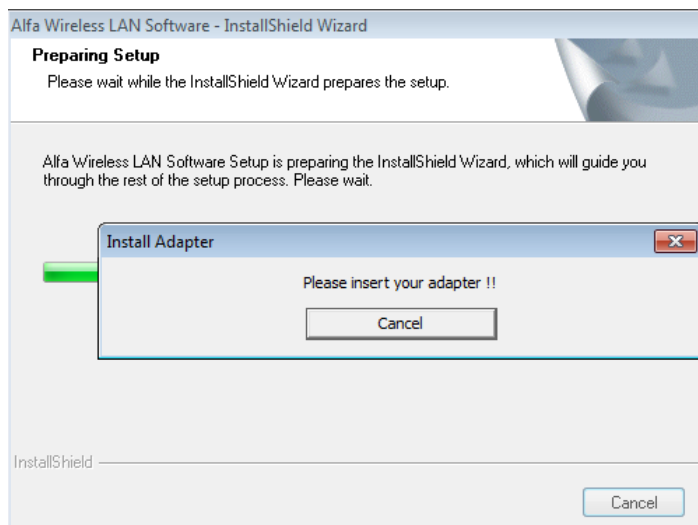 Alfa Wireless LAN Software - InstallShield Wizard
Preparing Setup
Please wait while the InstallShield Wizard prepares the setup.
Alfa Wireless LAN Software Setup is preparing the InstallShield Wizard, which will guide you
through the rest of the setup process. Please wait.
Install Adapter
Please insert your adapter !!
Cancel
InstallShield
Cancel